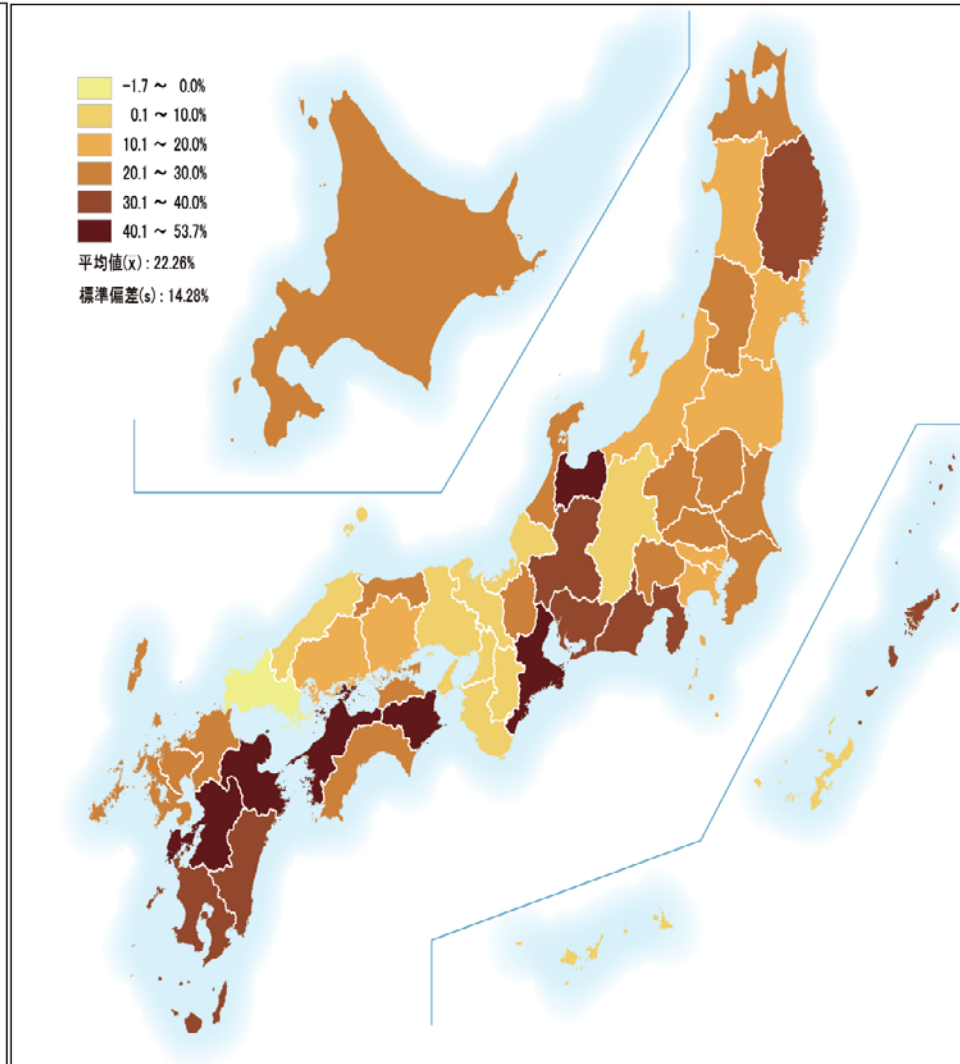 -1.7 ～ 0.0%
0.1 ～ 10.0%
10.1 ～ 20.0%
20.1 ～ 30.0%
30.1 ～ 40.0%
40.1 ～ 53.7%
平均値(x) : 22.26%
標準偏差(s) : 14.28%